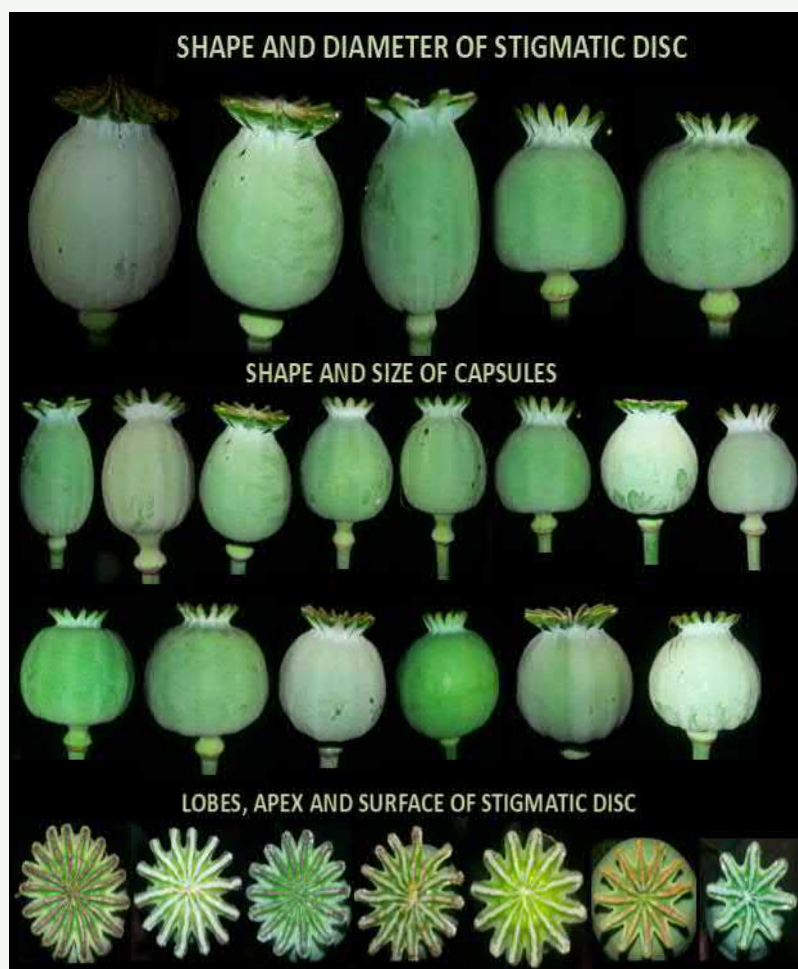 SHAPE AND DIAMETER OF STIGMATIC DISC
SHAPE AND SIZE OF CAPSULES
LOBES, APEX AND SURFACE OF STIGMATIC DISC